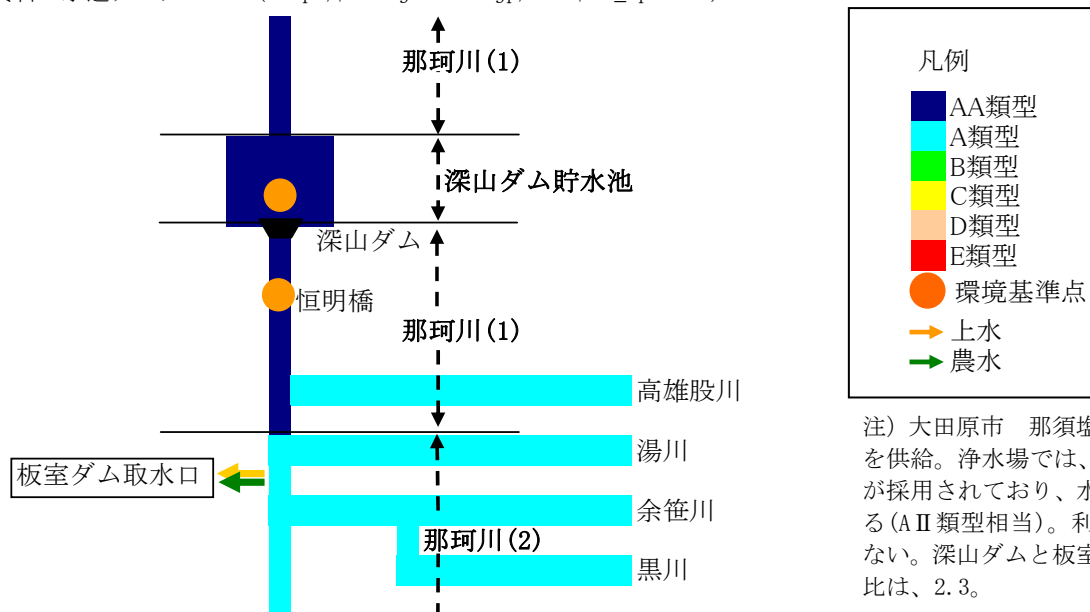 那珂川(1)
深山ダム貯水池
深山ダム
恒明橋
那珂川(1)
高雄股川
湯川
板室ダム取水口
余笹川
那珂川(2)
黒川
凡例
AA類型
A類型
B類型
C類型
D類型
E類型
環境基準点
上水
農水
注) 大田原市 那須塩
を供給。浄水場では、
が採用されており、水
る(AⅡ類型相当)。利
ない。深山ダムと板室
比は、2.3。